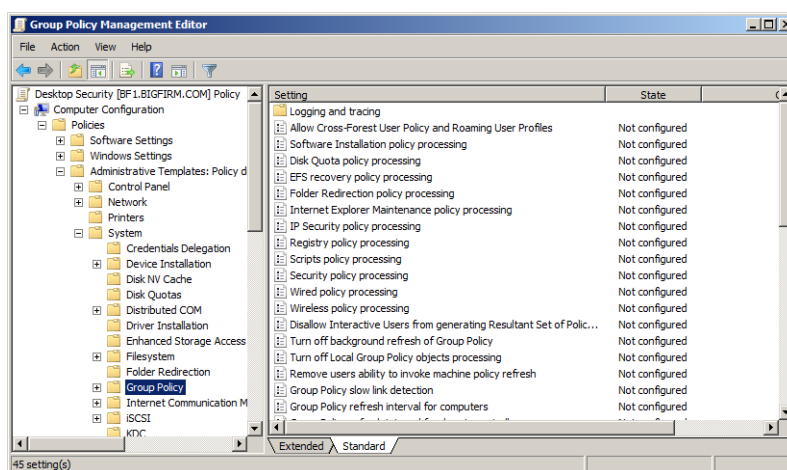 Group Policy Management Editor
File Action View Help
Desktop Security [BF1.BIGFIRM.COM] Policy
Computer Configuration
Policies
Software Settings
Windows Settings
Administrative Templates: Policy d
Control Panel
Network
Printers
System
Credentials Delegation
Device Installation
Disk NV Cache
Disk Quotas
Distributed COM
Driver Installation
Enhanced Storage Access
Filesystem
Folder Redirection
Group Policy
Internet Communication M
iSCSI
KDC
Setting State
Logging and tracing
Allow Cross-Forest User Policy and Roaming User Profiles Not configured
Software Installation policy processing Not configured
Disk Quota policy processing Not configured
EFS recovery policy processing Not configured
Folder Redirection policy processing Not configured
Internet Explorer Maintenance policy processing Not configured
IP Security policy processing Not configured
Registry policy processing Not configured
Scripts policy processing Not configured
Security policy processing Not configured
Wired policy processing Not configured
Wireless policy processing Not configured
Disallow Interactive Users from generating Resultant Set of Polic... Not configured
Turn off background refresh of Group Policy Not configured
Turn off Local Group Policy objects processing Not configured
Remove users ability to invoke machine policy refresh Not configured
Group Policy slow link detection Not configured
Group Policy refresh interval for computers Not configured
Extended Standard
45 setting(s)